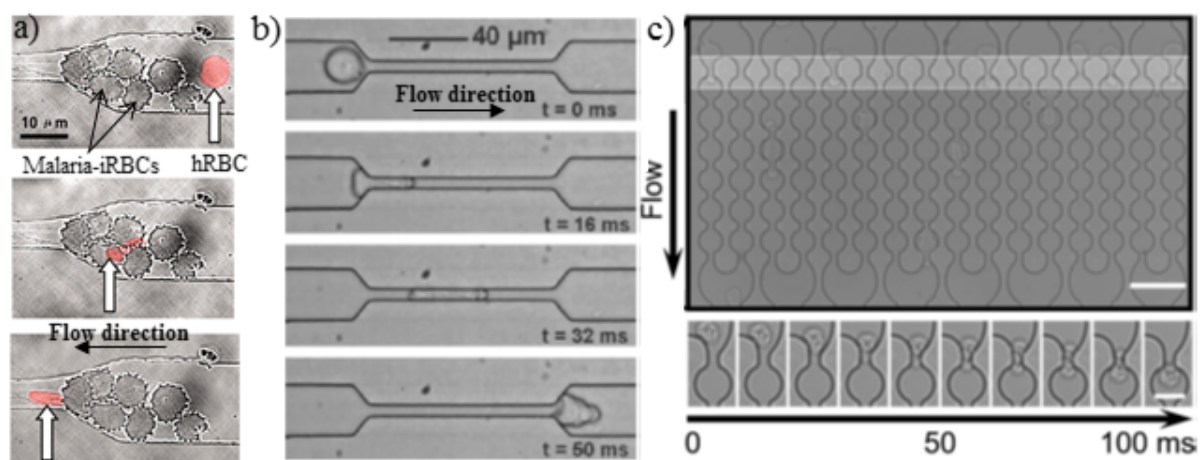 a)
10 μm
Malaria-iRBCs
hRBC
Flow direction
b)
40 μm
Flow direction
t = 0 ms
t = 16 ms
t = 32 ms
t = 50 ms
c)
Flow
0
50
100 ms